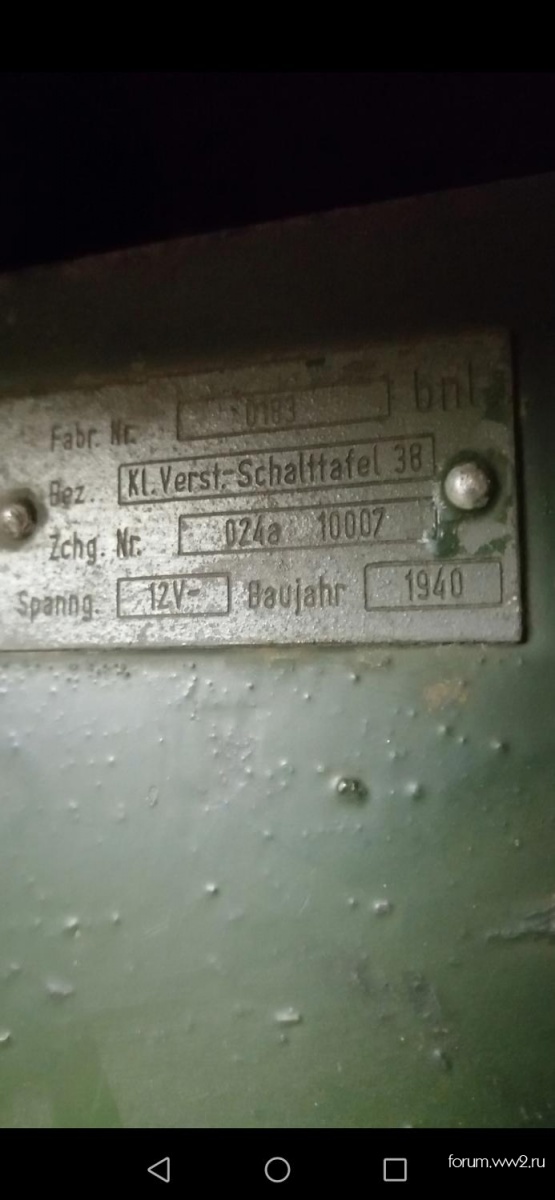 Fabr. Nr. 0183 bnl
Bez. Kl. Verst.-Schalttafel 38
Zchg. Nr. 024a 10007
Spanng. 12V- Baujahr 1940
forum.ww2.ru